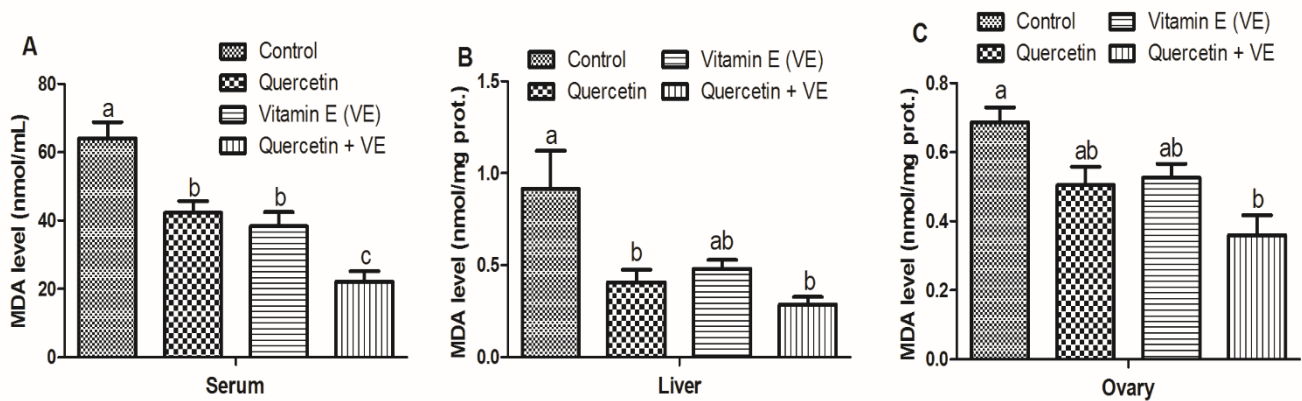 A
Control
Quercetin
Vitamin E (VE)
Quercetin + VE
MDA level (nmol/mL)
80
60
40
20
0
a
b
b
c
Serum
B
Control
Vitamin E (VE)
Quercetin
Quercetin + VE
MDA level (nmol/mg prot.)
1.5
1.0
0.5
0.0
a
b
ab
b
Liver
C
Control
Vitamin E (VE)
Quercetin
Quercetin + VE
MDA level (nmol/mg prot.)
0.8
0.6
0.4
0.2
0.0
a
ab
ab
b
Ovary